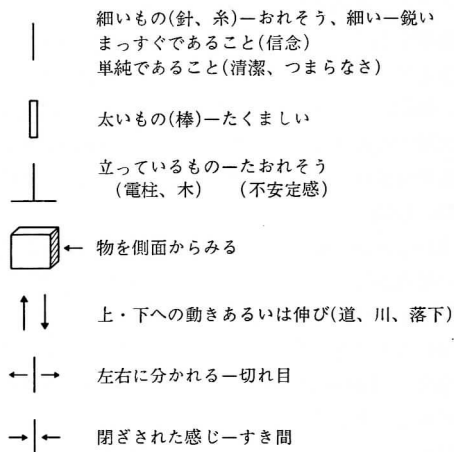 細いもの(針、糸)―おれそう、細い―鋭い
まっすぐであること(信念)
単純であること(清潔、つまらなさ)
太いもの(棒)―たくましい
立っているもの―たおれそう
(電柱、木) (不安定感)
物を側面からみる
上・下への動きあるいは伸び(道、川、落下)
左右に分かれる―切れ目
閉ざされた感じ―すき間